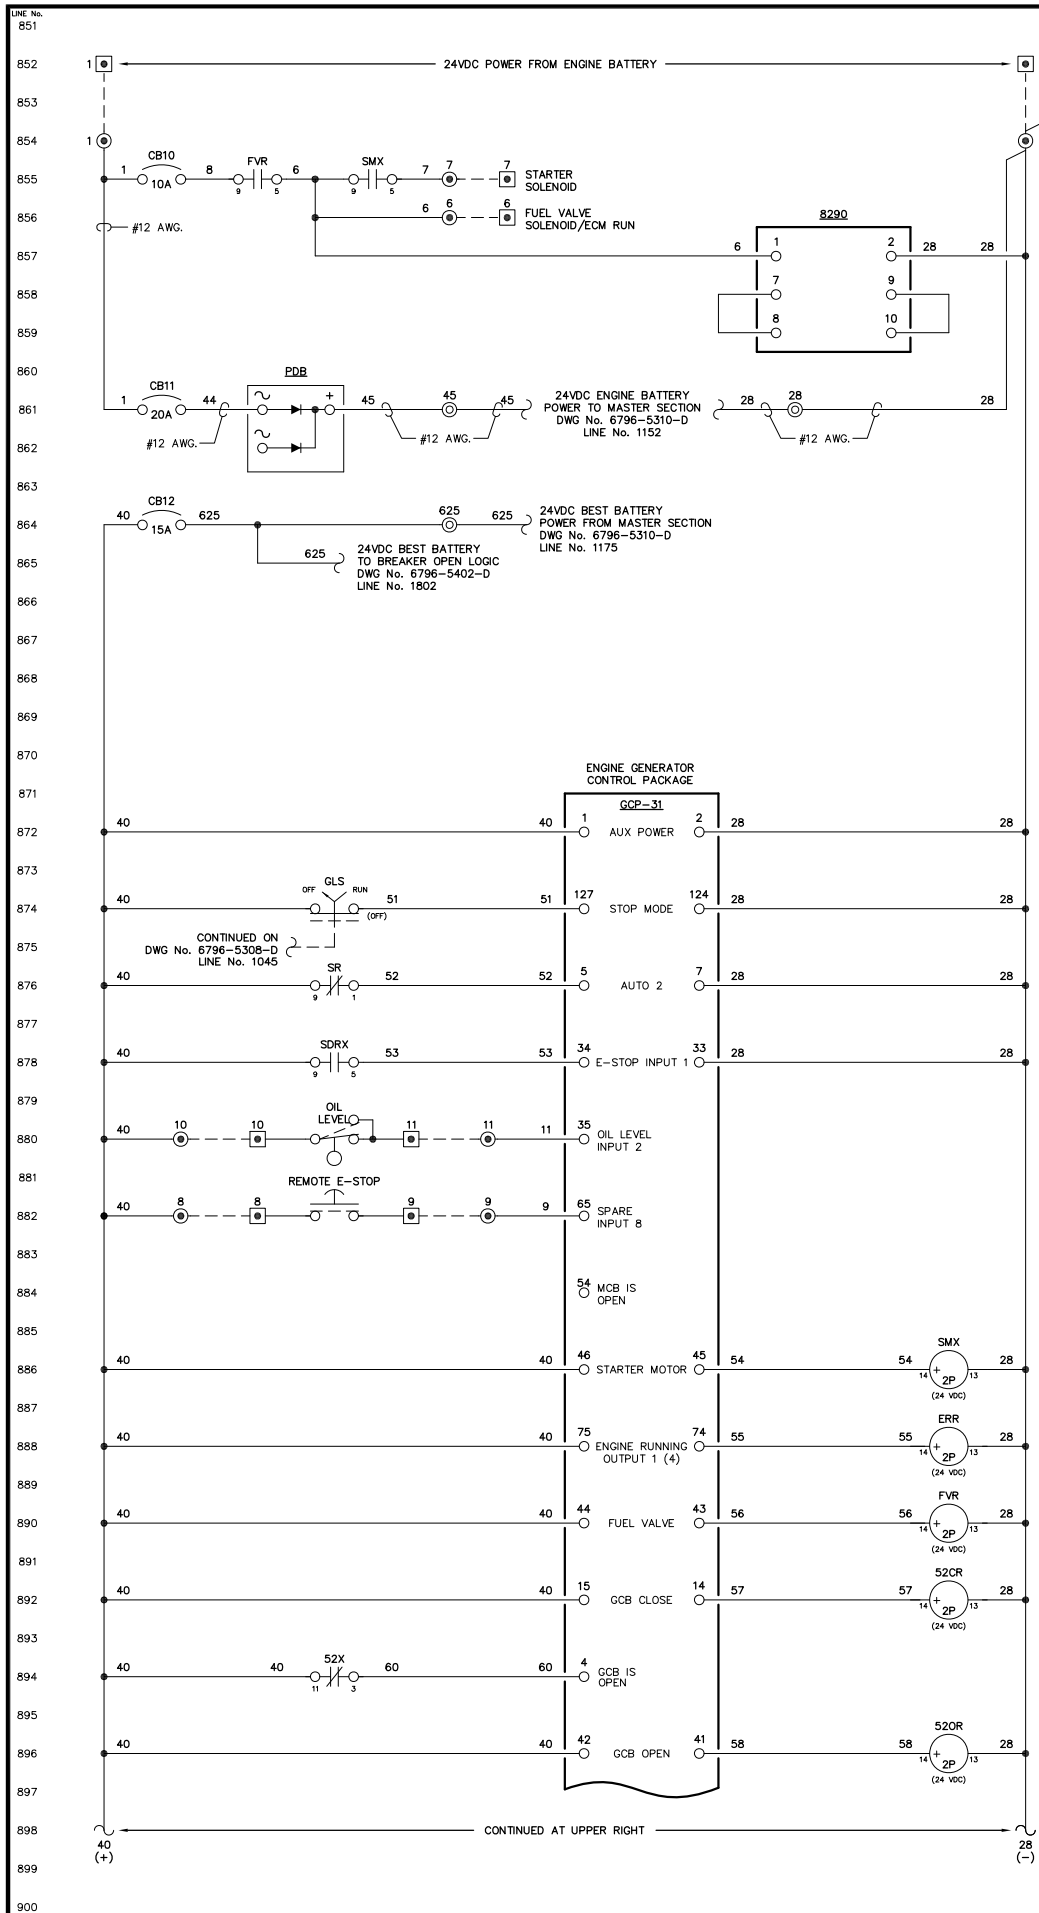 LINE No.
851
852 1 24VDC POWER FROM ENGINE BATTERY
853
854 1
CB10 FVR SMX
855 1 10A 8 9 5 6 9 5 7 7 7 STARTER
SOLENOID
856 6 6 6 FUEL VALVE
SOLENOID/ECM RUN
#12 AWG.
8290
857 6 1 2 28 28
858 7 9
859 8 10
860
CB11 PDB
861 1 20A 44 ~ + 45 45 45 24VDC ENGINE BATTERY
POWER TO MASTER SECTION
DWG No. 6796-5310-D
LINE No. 1152
28 28 28
#12 AWG. ~ #12 AWG. #12 AWG.
862
863
CB12
864 40 15A 625 625 625 24VDC BEST BATTERY
POWER FROM MASTER SECTION
DWG No. 6796-5310-D
LINE No. 1175
865 625 24VDC BEST BATTERY
TO BREAKER OPEN LOGIC
DWG No. 6796-5402-D
LINE No. 1802
866
867
868
869
870
ENGINE GENERATOR
CONTROL PACKAGE
871
GCP-31
872 40 40 1 AUX POWER 2 28 28
873
GLS
OFF RUN
874 40 (OFF) 51 51 127 STOP MODE 124 28 28
875 CONTINUED ON
DWG No. 6796-5308-D
LINE No. 1045
SR
876 40 9 1 52 52 5 AUTO 2 7 28 28
877
SDRX
878 40 9 5 53 53 34 E-STOP INPUT 1 33 28 28
879
OIL
LEVEL
880 40 10 10 11 11 11 35 OIL LEVEL
INPUT 2
881
REMOTE E-STOP
882 40 8 8 9 9 9 65 SPARE
INPUT 8
883
884 54 MCB IS
OPEN
885
SMX
886 40 40 46 STARTER MOTOR 45 54 54 14 + 2P 13 28
(24 VDC)
887
ERR
888 40 40 75 ENGINE RUNNING
OUTPUT 1 (4) 74 55 55 14 + 2P 13 28
(24 VDC)
889
FVR
890 40 40 44 FUEL VALVE 43 56 56 14 + 2P 13 28
(24 VDC)
891
52CR
892 40 40 15 GCB CLOSE 14 57 57 14 + 2P 13 28
(24 VDC)
893
52X
894 40 40 11 3 60 60 4 GCB IS
OPEN
895
52OR
896 40 40 42 GCB OPEN 41 58 58 14 + 2P 13 28
(24 VDC)
897
898 CONTINUED AT UPPER RIGHT
40
(+)
28
(-)
899
900